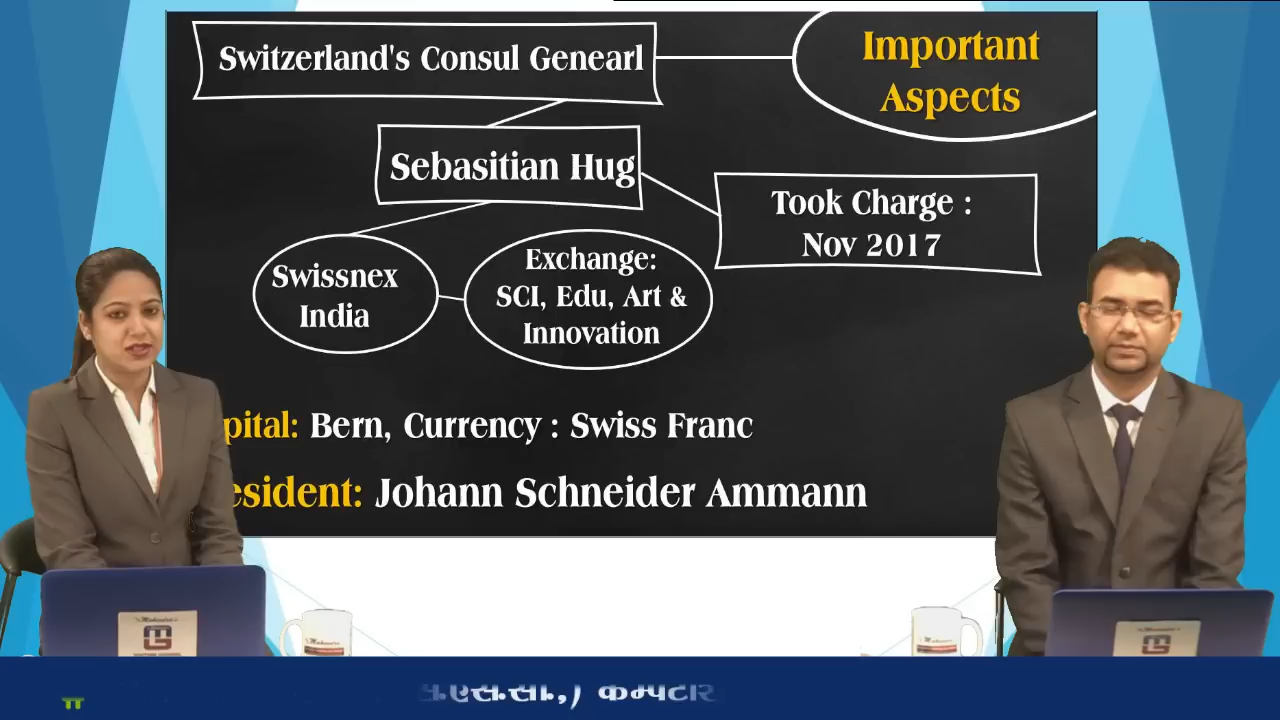 Switzerland's Consul Genearl
Important
Aspects
Sebasitian Hug
Took Charge :
Nov 2017
Swissnex
India
Exchange:
SCI, Edu, Art &
Innovation
pital: Bern, Currency : Swiss Franc
esident: Johann Schneider Ammann